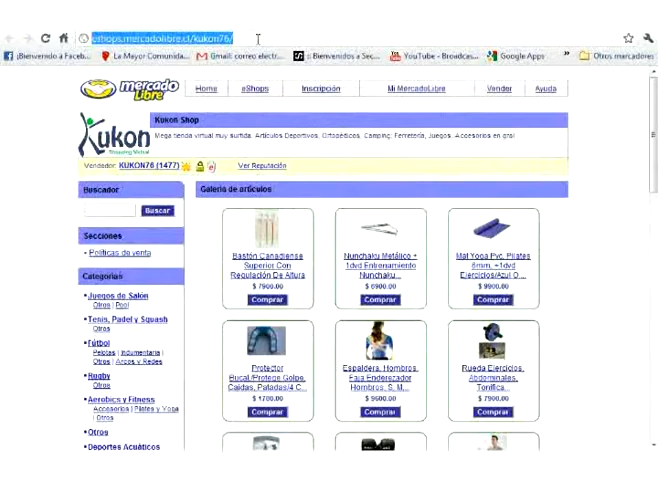 eshops.mercadolibre.cl/kukon76/
¡Bienvenido a Faceb... La Mayor Comunida... Gmail: correo electr... :: Bienvenidos a Sec... YouTube - Broadcas... Google Apps » Otros marcadores
mercado
libre
Home eShops Inscripción Mi MercadoLibre Vender Ayuda
Kukon Shop
Kukon
Shopping Virtual
Mega tienda virtual muy surtida. Artículos Deportivos, Ortopédicos, Camping, Ferretería, Juegos, Accesorios en gral
Vendedor: KUKON76 (1477) Ver Reputación
Buscador
Buscar
Secciones
Políticas de venta
Categorías
Juegos de Salón
Otros | Pool
Tenis, Padel y Squash
Otros
Fútbol
Pelotas | Indumentaria |
Otros | Arcos y Redes
Rugby
Otros
Aerobics y Fitness
Accesorios | Pilates y Yoga
| Otros
Otros
Deportes Acuáticos
Galería de artículos
Bastón Canadiense
Superior Con
Regulación De Altura
$ 7900.00
Comprar
Nunchaku Metálico +
1dvd Entrenamiento
Nunchaku...
$ 6900.00
Comprar
Mat Yoga Pvc, Pilates
6mm, +1dvd
Ejercicios/Azul O ...
$ 9900.00
Comprar
Protector
Bucal/Protege Golpe,
Caidas, Patadas/4 C...
$ 1700.00
Comprar
Espaldera, Hombros,
Faja Enderezador
Hombros, S, M,...
$ 9600.00
Comprar
Rueda Ejercicios,
Abdominales,
Tonifica...
$ 7900.00
Comprar